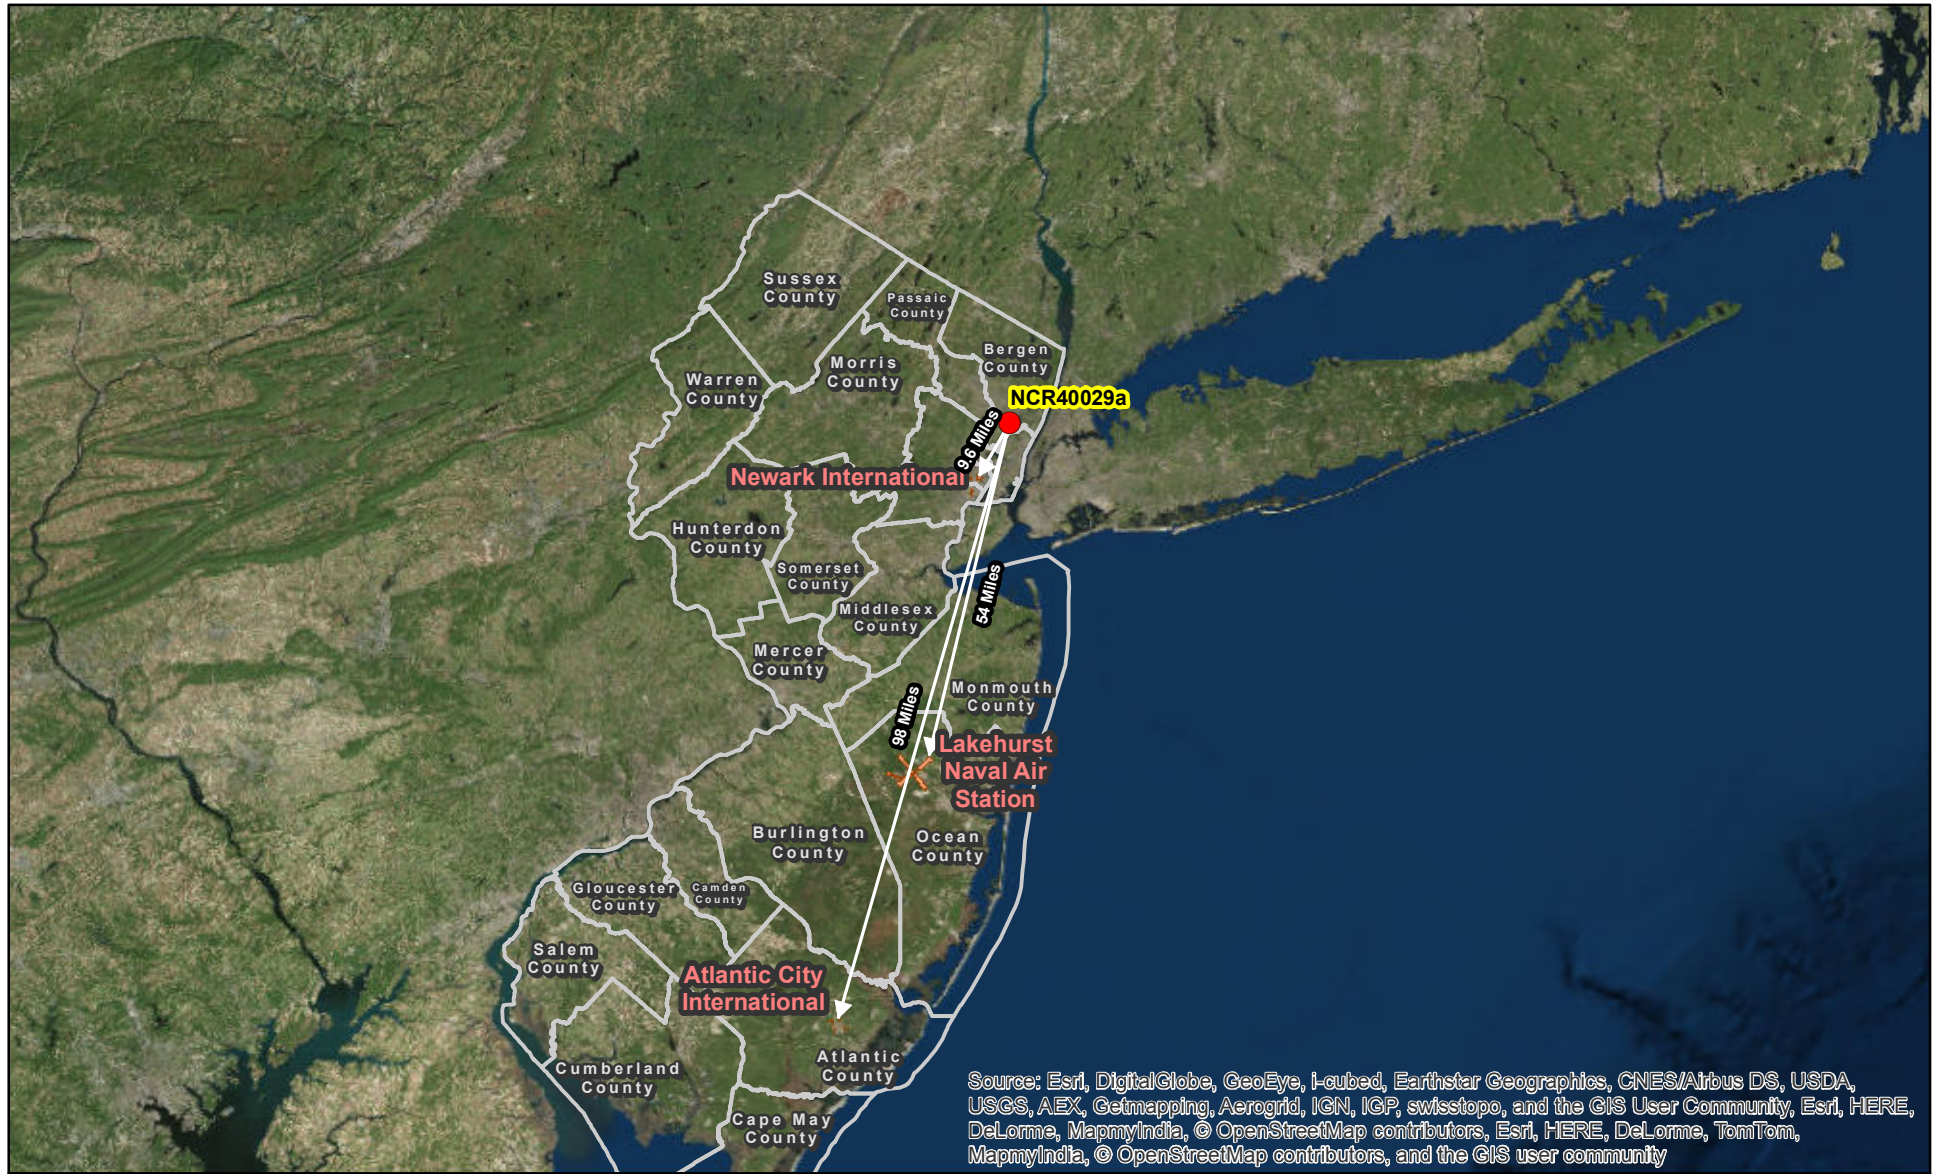 Sussex
County
Passaic
County
Bergen
County
Morris
County
Warren
County
NCR40029a
9.6 Miles
Newark International
Hunterdon
County
Somerset
County
54 Miles
Middlesex
County
Mercer
County
Monmouth
County
98 Miles
Lakehurst
Naval Air
Station
Burlington
County
Ocean
County
Gloucester
County
Camden
County
Salem
County
Atlantic City
International
Cumberland
County
Atlantic
County
Cape May
County
Source: Esri, DigitalGlobe, GeoEye, i-cubed, Earthstar Geographics, CNES/Airbus DS, USDA,
USGS, AEX, Getmapping, Aerogrid, IGN, IGP, swisstopo, and the GIS User Community, Esri, HERE,
DeLorme, MapmyIndia, © OpenStreetMap contributors, Esri, HERE, DeLorme, TomTom,
MapmyIndia, © OpenStreetMap contributors, and the GIS user community